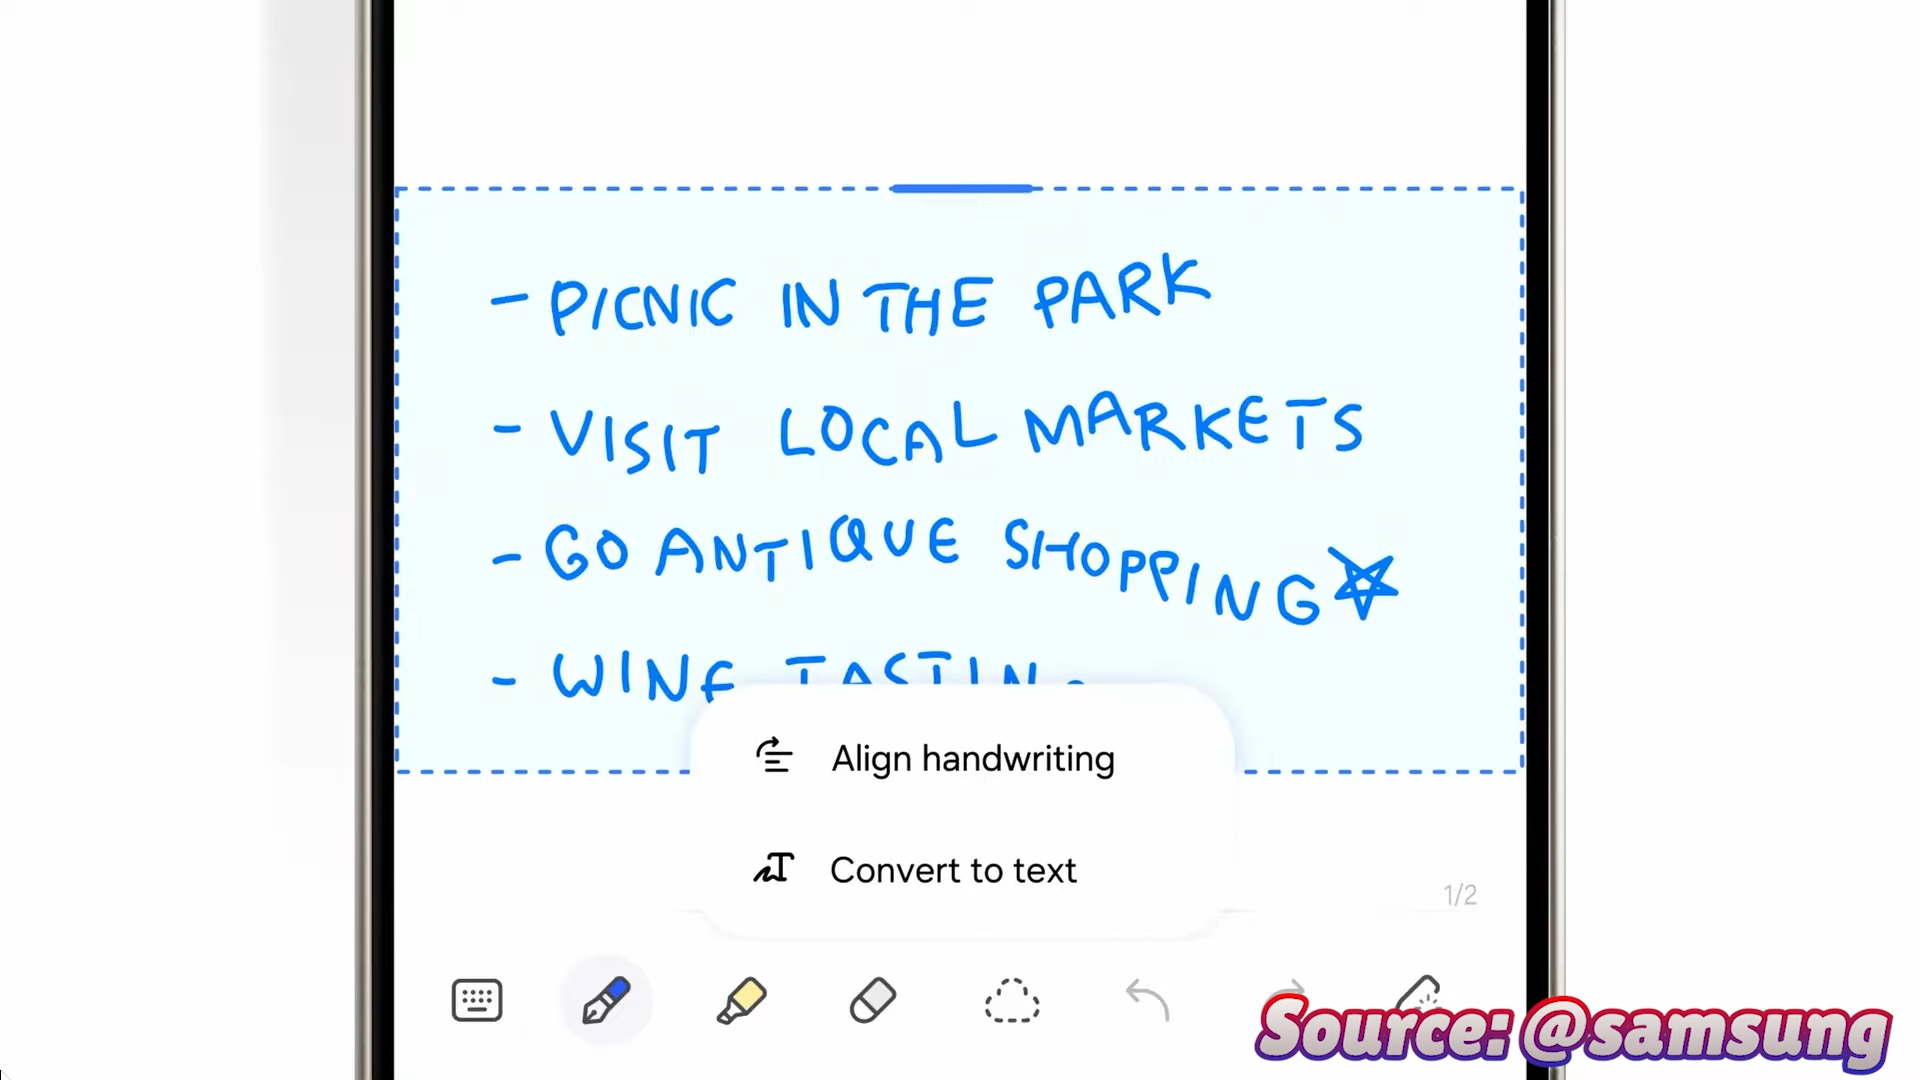 - PICNIC IN THE PARK
- VISIT LOCAL MARKETS
- GO ANTIQUE SHOPPING
- WINE TASTING
Align handwriting
Convert to text
1/2
Source: @samsung